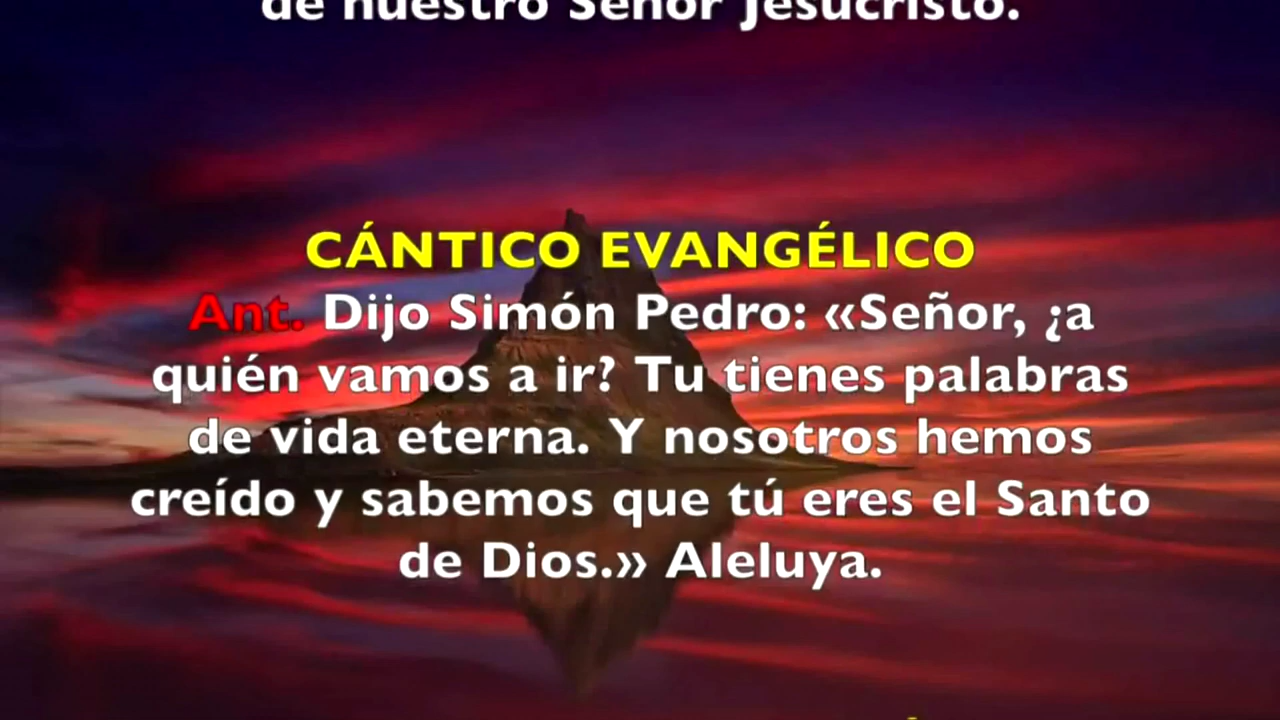 de nuestro Señor Jesucristo.
CÁNTICO EVANGÉLICO
Ant. Dijo Simón Pedro: «Señor, ¿a
quién vamos a ir? Tu tienes palabras
de vida eterna. Y nosotros hemos
creído y sabemos que tú eres el Santo
de Dios.» Aleluya.